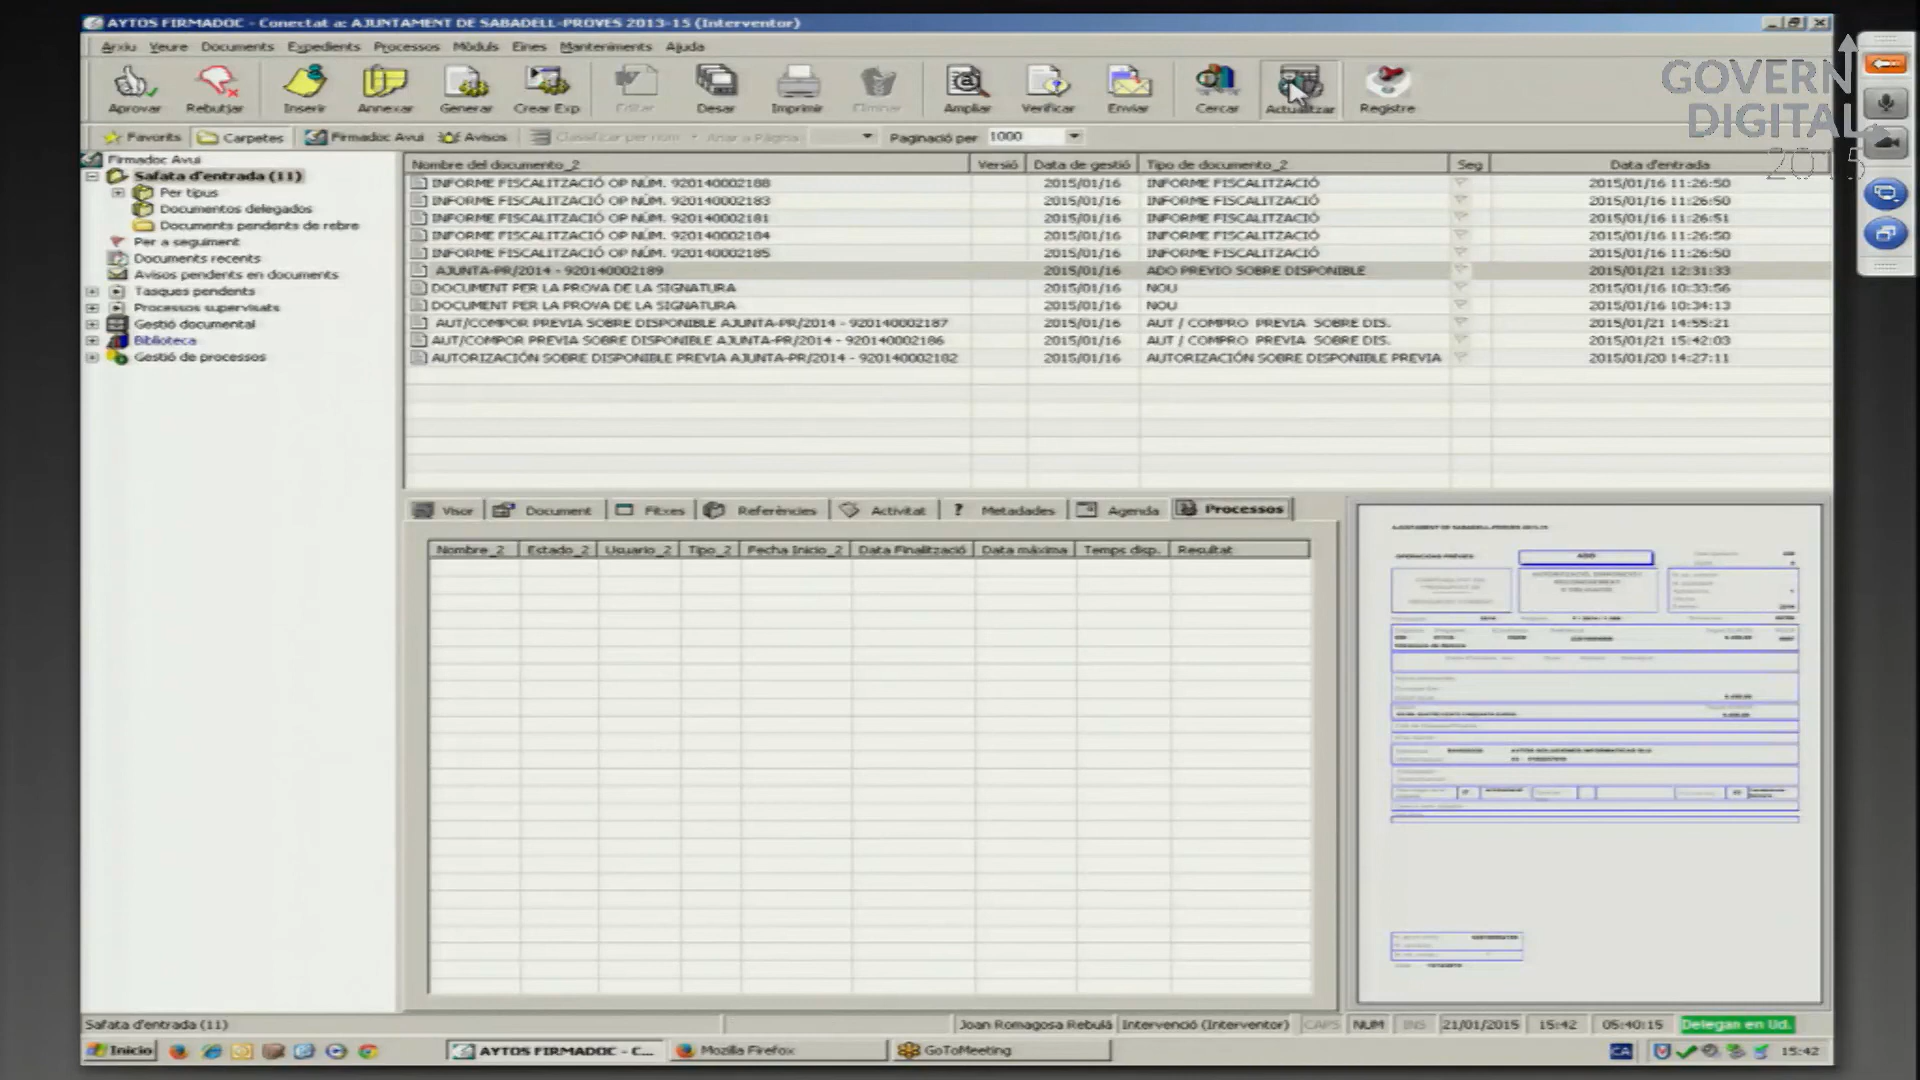 AYTOS FIRMADOC - Conectat a: AJUNTAMENT DE SABADELL-PROVES 2013-15 (Interventor)
Arxiu Veure Documents Expedients Processos Mòduls Eines Manteniments Ajuda
GOVERN DIGITAL 2015
Aprovar Rebutjar Inserir Annexar Generar Crear Exp. Editar Desar Imprimir Eliminar Ampliar Verificar Enviar Cercar Actualitzar Registre
Favorits Carpetes Firmadoc Avui Avisos Classificar per núm Anar a Pàgina Paginació per 1000
Firmadoc Avui
Safata d'entrada (11)
Per tipus
Documentos delegados
Documentos pendents de rebre
Per a seguiment
Documents recents
Avisos pendents en documents
Tasques pendents
Processos supervisats
Gestió documental
Biblioteca
Gestió de processos
Nombre del documento_2 Versió Data de gestió Tipo de documento_2 Seg Data d'entrada
INFORME FISCALITZACIÓ OP NÚM. 920140002188 2015/01/16 INFORME FISCALITZACIÓ 2015/01/16 11:26:50
INFORME FISCALITZACIÓ OP NÚM. 920140002183 2015/01/16 INFORME FISCALITZACIÓ 2015/01/16 11:26:50
INFORME FISCALITZACIÓ OP NÚM. 920140002181 2015/01/16 INFORME FISCALITZACIÓ 2015/01/16 11:26:51
INFORME FISCALITZACIÓ OP NÚM. 920140002184 2015/01/16 INFORME FISCALITZACIÓ 2015/01/16 11:26:50
INFORME FISCALITZACIÓ OP NÚM. 920140002185 2015/01/16 INFORME FISCALITZACIÓ 2015/01/16 11:26:50
AJUNTA-PR/2014 - 920140002189 2015/01/16 ADO PREVIO SOBRE DISPONIBLE 2015/01/21 12:31:33
DOCUMENT PER LA PROVA DE LA SIGNATURA 2015/01/16 NOU 2015/01/16 10:33:56
DOCUMENT PER LA PROVA DE LA SIGNATURA 2015/01/16 NOU 2015/01/16 10:34:13
AUT/COMPOR PREVIA SOBRE DISPONIBLE AJUNTA-PR/2014 - 920140002187 2015/01/16 AUT / COMPRO PREVIA SOBRE DIS. 2015/01/21 14:55:21
AUT/COMPOR PREVIA SOBRE DISPONIBLE AJUNTA-PR/2014 - 920140002186 2015/01/16 AUT / COMPRO PREVIA SOBRE DIS. 2015/01/21 15:42:03
AUTORIZACIÓN SOBRE DISPONIBLE PREVIA AJUNTA-PR/2014 - 920140002182 2015/01/16 AUTORIZACIÓN SOBRE DISPONIBLE PREVIA 2015/01/20 14:27:11
Visor Document Fitxes Referències Activitat Metadades Agenda Processos
Nombre_2 Estado_2 Usuario_2 Tipo_2 Fecha Inicio_2 Data Finalització Data màxima Temps disp. Resultat
ADO
Safata d'entrada (11) Joan Romagosa Rebulà Intervenció (Interventor) CAPS NUM INS 21/01/2015 15:42 05:40:15 Delegan en Ud.
Inicio AYTOS FIRMADOC - C... Mozilla Firefox GoToMeeting CA 15:42